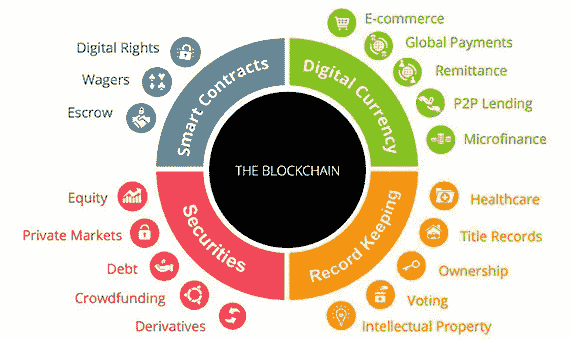 Smart Contracts
Digital Rights
Wagers
Escrow
Digital Currency
E-commerce
Global Payments
Remittance
P2P Lending
Microfinance
THE BLOCKCHAIN
Securities
Equity
Private Markets
Debt
Crowdfunding
Derivatives
Record Keeping
Healthcare
Title Records
Ownership
Voting
Intellectual Property